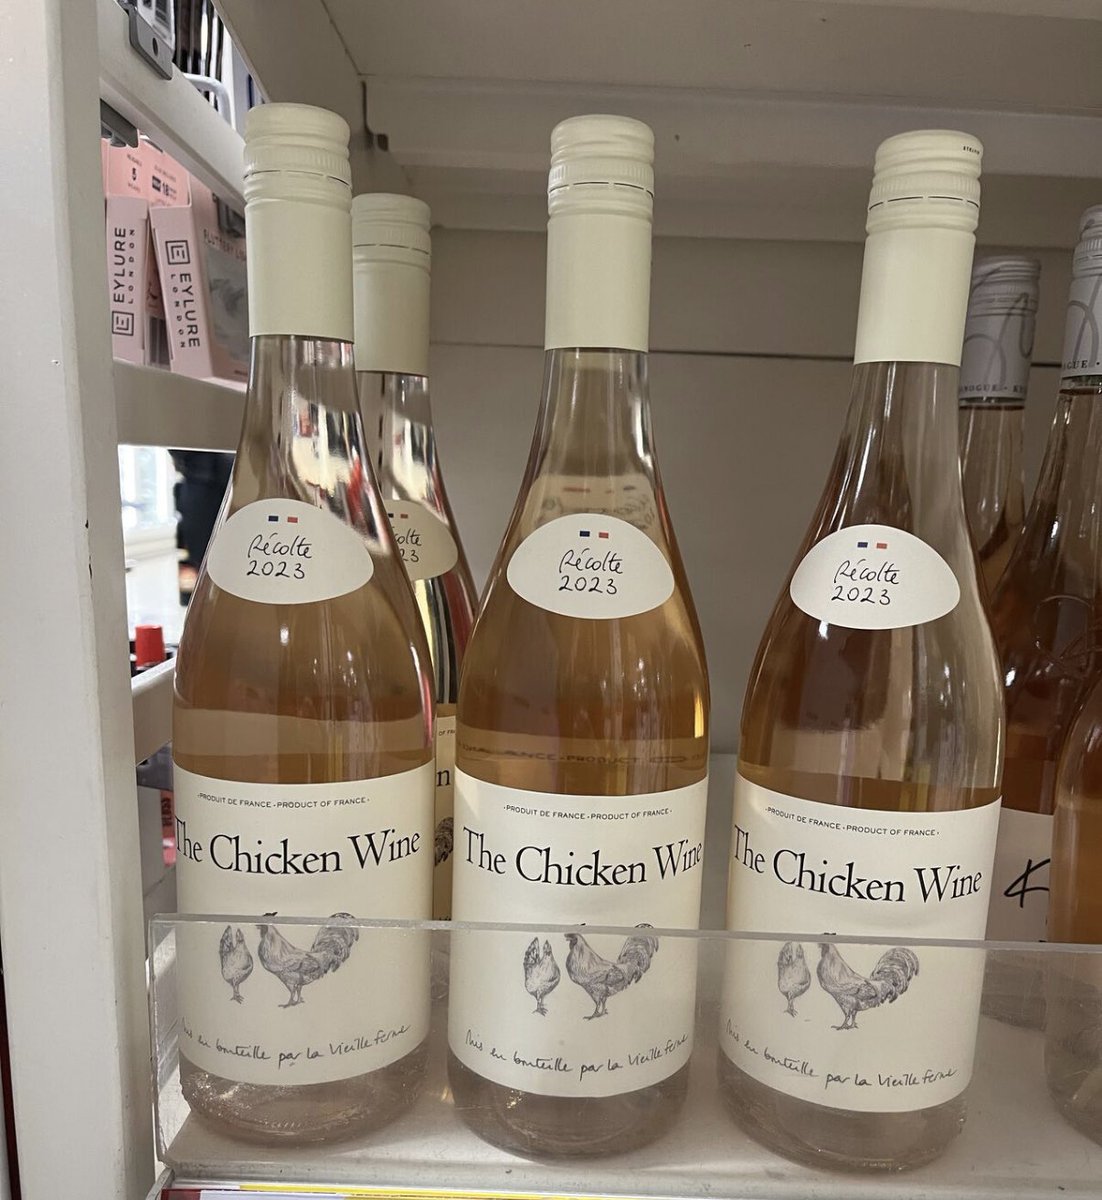 EYLURE
LONDON
EYLURE
LONDON
5
18
Récolte
2023
Récolte
2023
Récolte
2023
·PRODUIT DE FRANCE·PRODUCT OF FRANCE·
The Chicken Wine
Mis en bouteille par la Vieille ferme
·PRODUIT DE FRANCE·PRODUCT OF FRANCE·
The Chicken Wine
Mis en bouteille par la Vieille ferme
·PRODUIT DE FRANCE·PRODUCT OF FRANCE·
The Chicken Wine
Mis en bouteille par la Vieille ferme
K